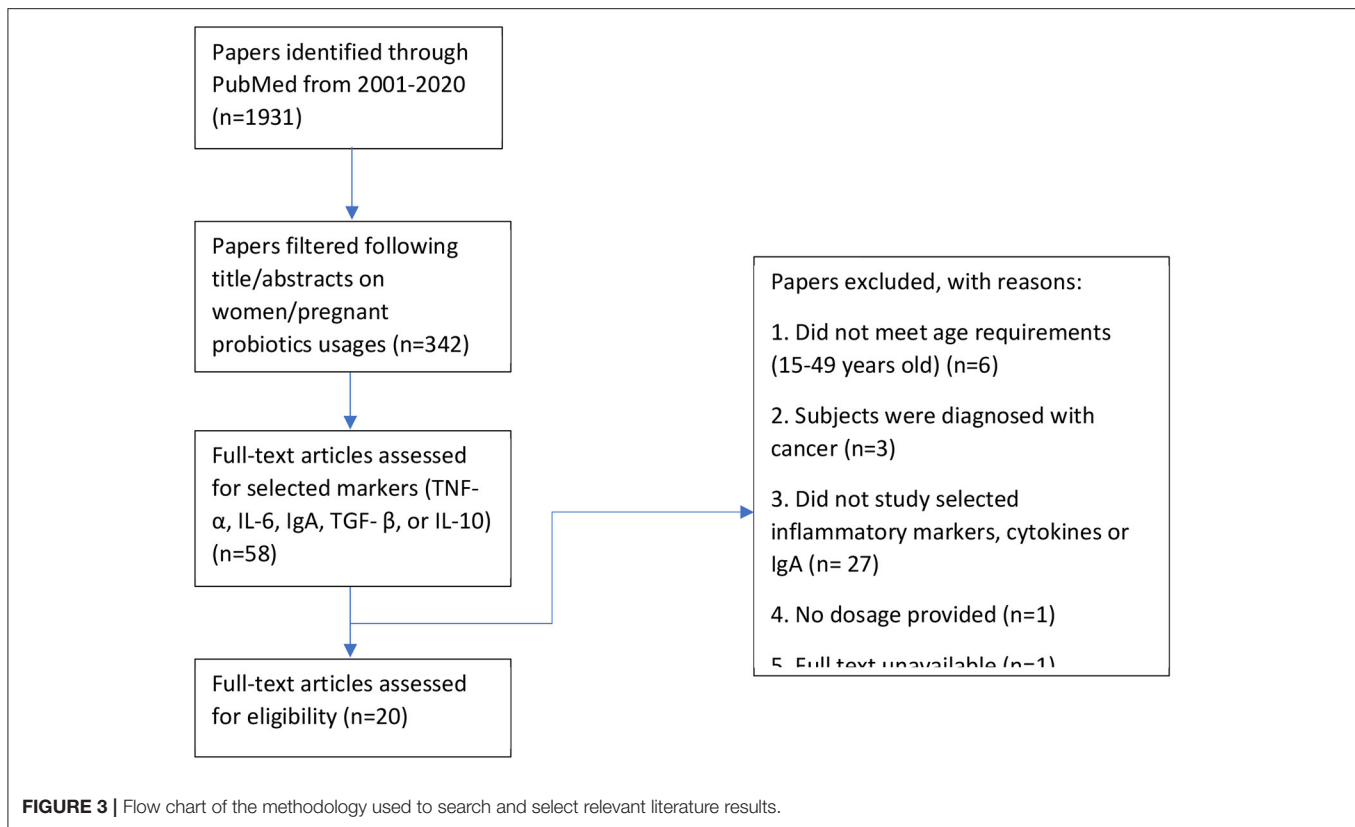 Papers identified through
PubMed from 2001-2020
(n=1931)
Papers filtered following
title/abstracts on
women/pregnant
probiotics usages (n=342)
Full-text articles assessed
for selected markers (TNF-
α, IL-6, IgA, TGF- β, or IL-10)
(n=58)
Full-text articles assessed
for eligibility (n=20)
Papers excluded, with reasons:
1. Did not meet age requirements
(15-49 years old) (n=6)
2. Subjects were diagnosed with
cancer (n=3)
3. Did not study selected
inflammatory markers, cytokines or
IgA (n= 27)
4. No dosage provided (n=1)
5. Full text unavailable (n=1)
FIGURE 3 | Flow chart of the methodology used to search and select relevant literature results.